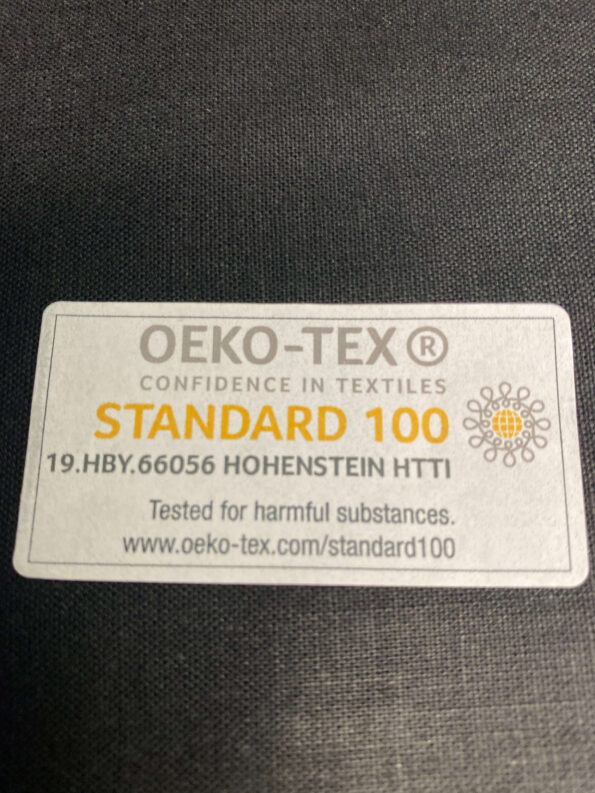 OEKO-TEX®
CONFIDENCE IN TEXTILES
STANDARD 100
19.HBY.66056 HOHENSTEIN HTTI
Tested for harmful substances.
www.oeko-tex.com/standard100